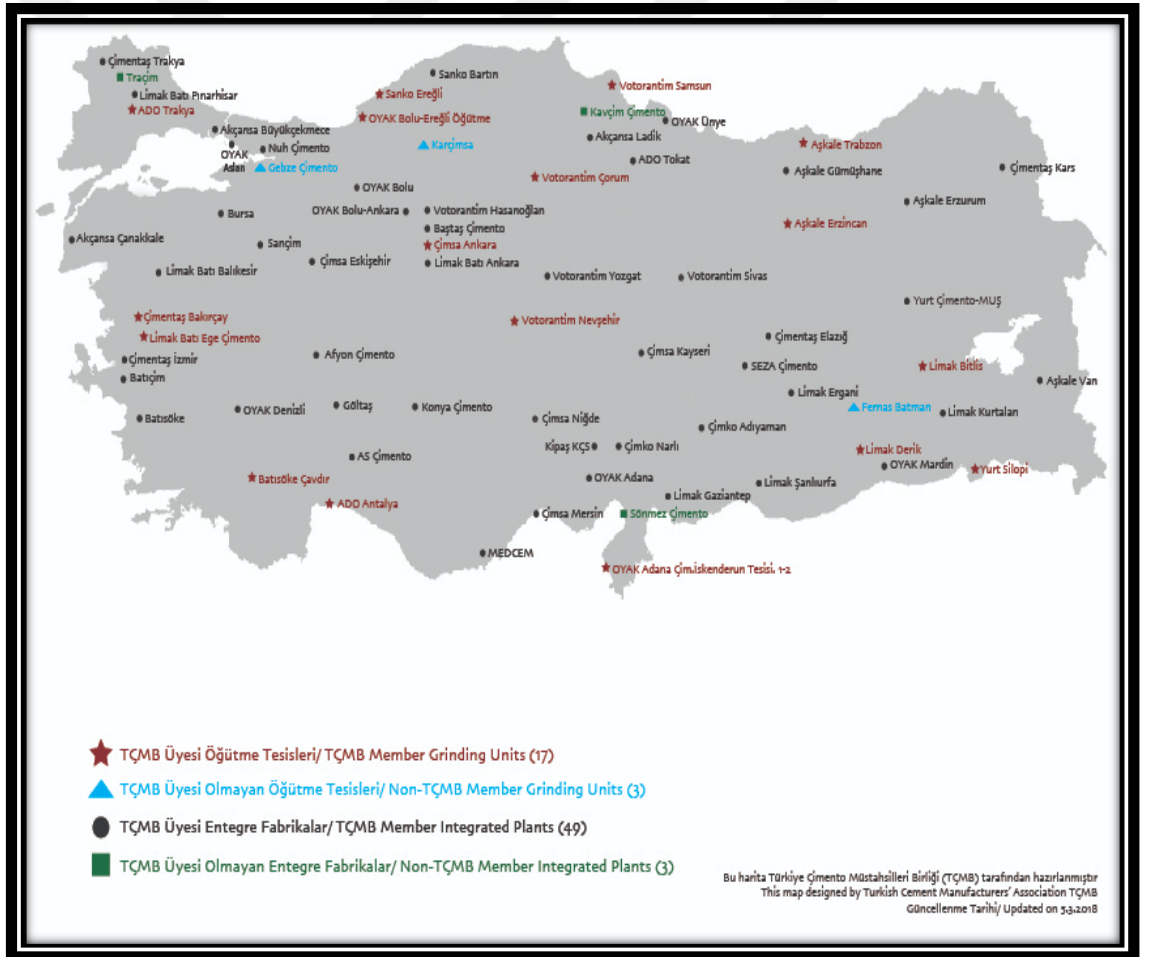 Çimentaş Trakya
Traçim
Limak Batı Pınarhisar
ADO Trakya
Akçansa Büyükçekmece
OYAK
Aslan
Nuh Çimento
Gebze Çimento
Sanko Bartın
Sanko Ereğli
OYAK Bolu-Ereğli Öğütme
Karçimsa
Votorantim Samsun
Kavçim Çimento
OYAK Ünye
Akçansa Ladik
ADO Tokat
Votorantim Çorum
Aşkale Trabzon
Aşkale Gümüşhane
Çimentaş Kars
Aşkale Erzurum
Aşkale Erzincan
OYAK Bolu
OYAK Bolu-Ankara
Votorantim Hasanoğlan
Baştaş Çimento
Çimsa Ankara
Limak Batı Ankara
Bursa
Akçansa Çanakkale
Sançim
Çimsa Eskişehir
Limak Batı Balıkesir
Votorantim Yozgat
Votorantim Sivas
Yurt Çimento-MUŞ
Çimentaş Bakırçay
Limak Batı Ege Çimento
Votorantim Nevşehir
Çimentaş Elazığ
Çimentaş İzmir
Afyon Çimento
Çimsa Kayseri
SEZA Çimento
Limak Bitlis
Batıçim
Aşkale Van
Limak Ergani
Batısöke
OYAK Denizli
Göltaş
Konya Çimento
Fernas Batman
Limak Kurtalan
Çimsa Niğde
Çimko Adıyaman
Kipaş KÇS
Çimko Narlı
Limak Derik
AS Çimento
OYAK Mardin
Yurt Silopi
Batısöke Çavdır
OYAK Adana
Limak Şanlıurfa
Limak Gaziantep
ADO Antalya
Çimsa Mersin
Sönmez Çimento
MEDCEM
OYAK Adana Çim.İskenderun Tesisi. 1-2
TÇMB Üyesi Öğütme Tesisleri/ TÇMB Member Grinding Units (17)
TÇMB Üyesi Olmayan Öğütme Tesisleri/ Non-TÇMB Member Grinding Units (3)
TÇMB Üyesi Entegre Fabrikalar/ TÇMB Member Integrated Plants (49)
TÇMB Üyesi Olmayan Entegre Fabrikalar/ Non-TÇMB Member Integrated Plants (3)
Bu harita Türkiye Çimento Müstahsilleri Birliği (TÇMB) tarafından hazırlanmıştır
This map designed by Turkish Cement Manufacturers' Association TÇMB
Güncellenme Tarihi/ Updated on 5.3.2018